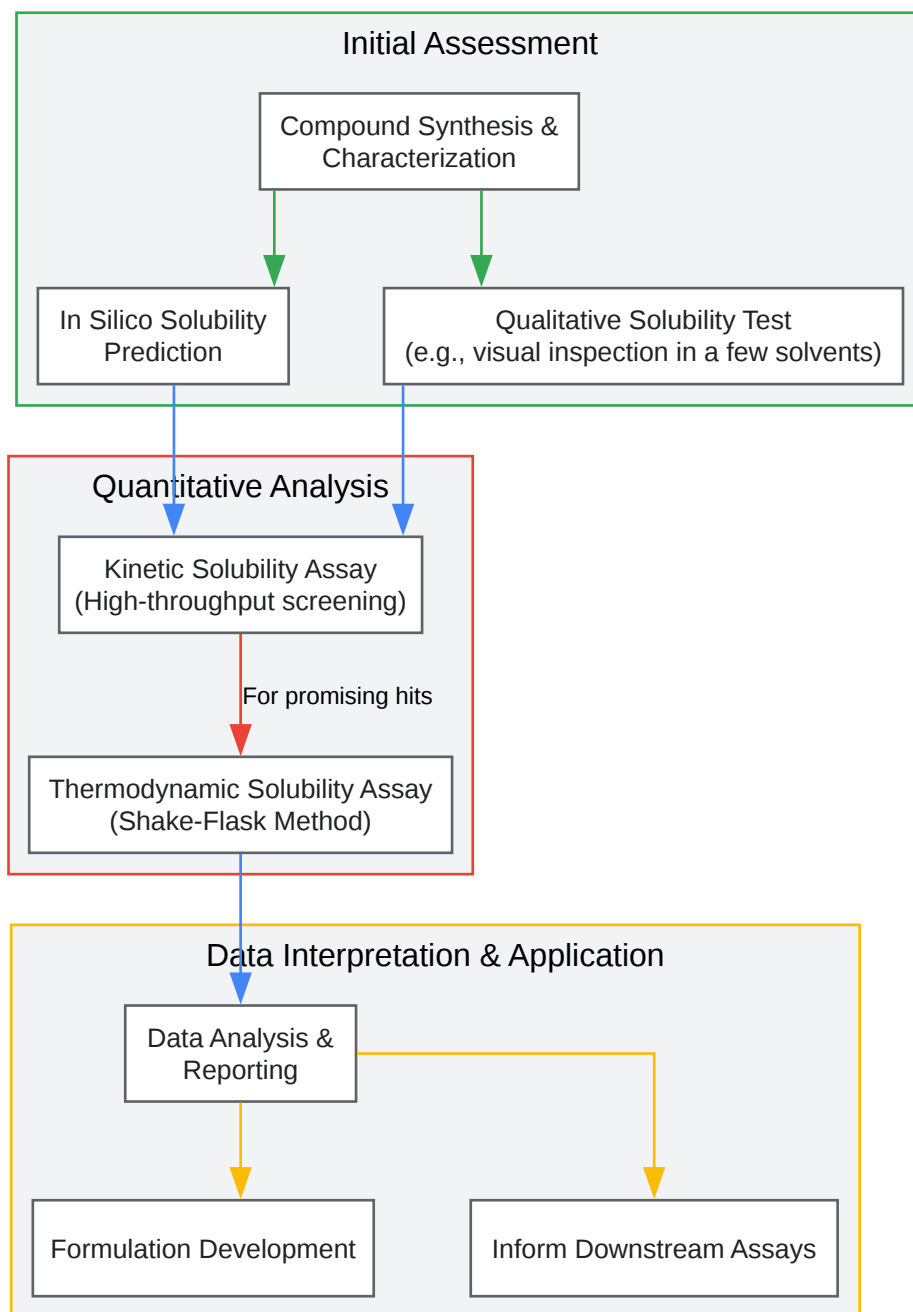 Initial Assessment
Compound Synthesis &
Characterization
In Silico Solubility
Prediction
Qualitative Solubility Test
(e.g., visual inspection in a few solvents)
Quantitative Analysis
Kinetic Solubility Assay
(High-throughput screening)
For promising hits
Thermodynamic Solubility Assay
(Shake-Flask Method)
Data Interpretation & Application
Data Analysis &
Reporting
Formulation Development
Inform Downstream Assays